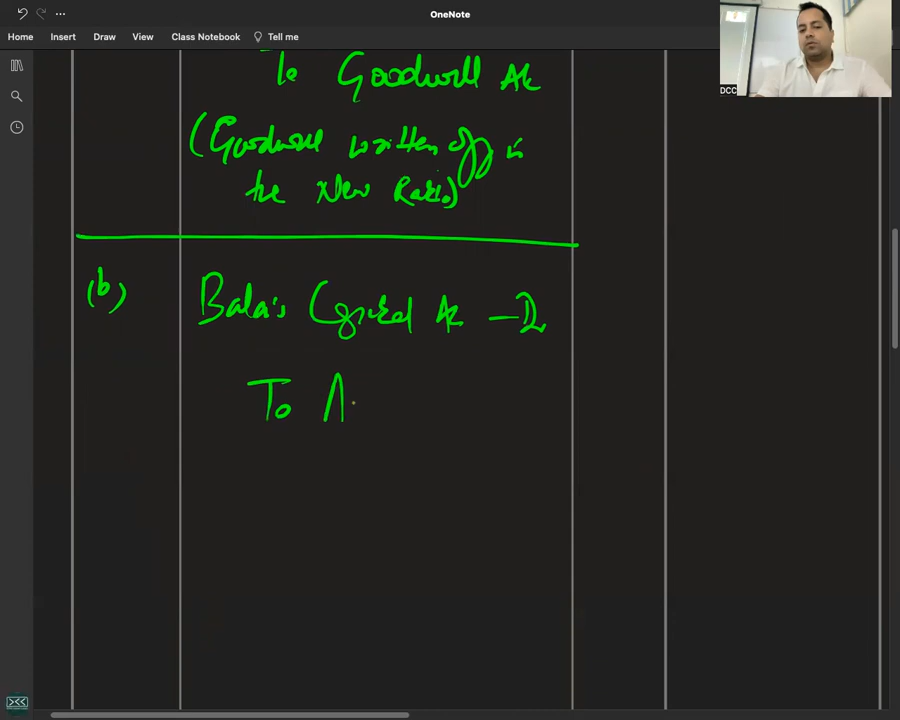 OneNote
Home Insert Draw View Class Notebook Tell me
DCC
To Goodwill A/c
(Goodwill written off in
the New Ratio)
(b) Bala's Capital A/c - Dr
To A